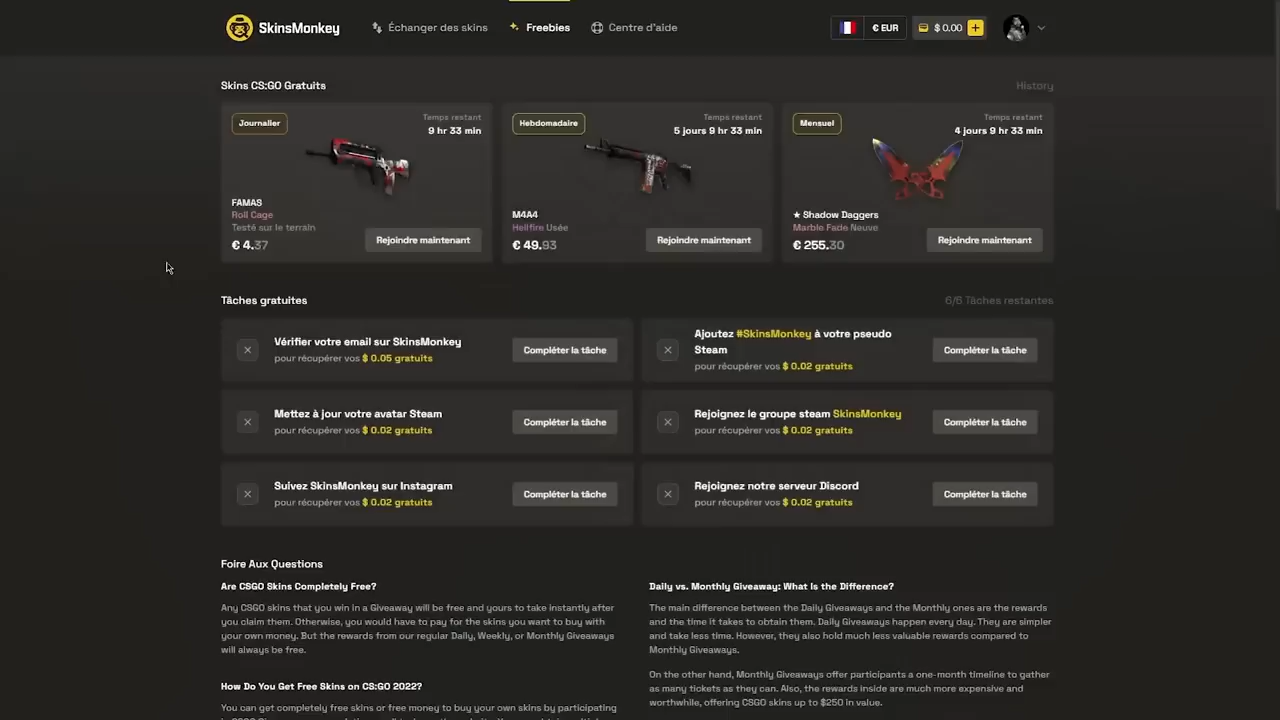 SkinsMonkey
Échanger des skins
Freebies
Centre d'aide
€ EUR
$ 0.00
Skins CS:GO Gratuits
History
Journalier
Temps restant
9 hr 33 min
FAMAS
Roll Cage
Testé sur le terrain
€ 4.37
Rejoindre maintenant
Hebdomadaire
Temps restant
5 jours 9 hr 33 min
M4A4
Hellfire Usée
€ 49.93
Rejoindre maintenant
Mensuel
Temps restant
4 jours 9 hr 33 min
★ Shadow Daggers
Marble Fade Neuve
€ 255.30
Rejoindre maintenant
Tâches gratuites
6/6 Tâches restantes
Vérifier votre email sur SkinsMonkey
pour récupérer vos $ 0.05 gratuits
Compléter la tâche
Ajoutez #SkinsMonkey à votre pseudo
Steam
pour récupérer vos $ 0.02 gratuits
Compléter la tâche
Mettez à jour votre avatar Steam
pour récupérer vos $ 0.02 gratuits
Compléter la tâche
Rejoignez le groupe steam SkinsMonkey
pour récupérer vos $ 0.02 gratuits
Compléter la tâche
Suivez SkinsMonkey sur Instagram
pour récupérer vos $ 0.02 gratuits
Compléter la tâche
Rejoignez notre serveur Discord
pour récupérer vos $ 0.02 gratuits
Compléter la tâche
Foire Aux Questions
Are CSGO Skins Completely Free?
Any CSGO skins that you win in a Giveaway will be free and yours to take instantly after
you claim them. Otherwise, you would have to pay for the skins you want to buy with
your own money. But the rewards from our regular Daily, Weekly, or Monthly Giveaways
will always be free.
How Do You Get Free Skins on CS:GO 2022?
You can get completely free skins or free money to buy your own skins by participating
Daily vs. Monthly Giveaway: What Is the Difference?
The main difference between the Daily Giveaways and the Monthly ones are the rewards
and the time it takes to obtain them. Daily Giveaways happen every day. They are simpler
and take less time. However, they also hold much less valuable rewards compared to
Monthly Giveaways.
On the other hand, Monthly Giveaways offer participants a one-month timeline to gather
as many tickets as they can. Also, the rewards inside are much more expensive and
worthwhile, offering CSGO skins up to $250 in value.